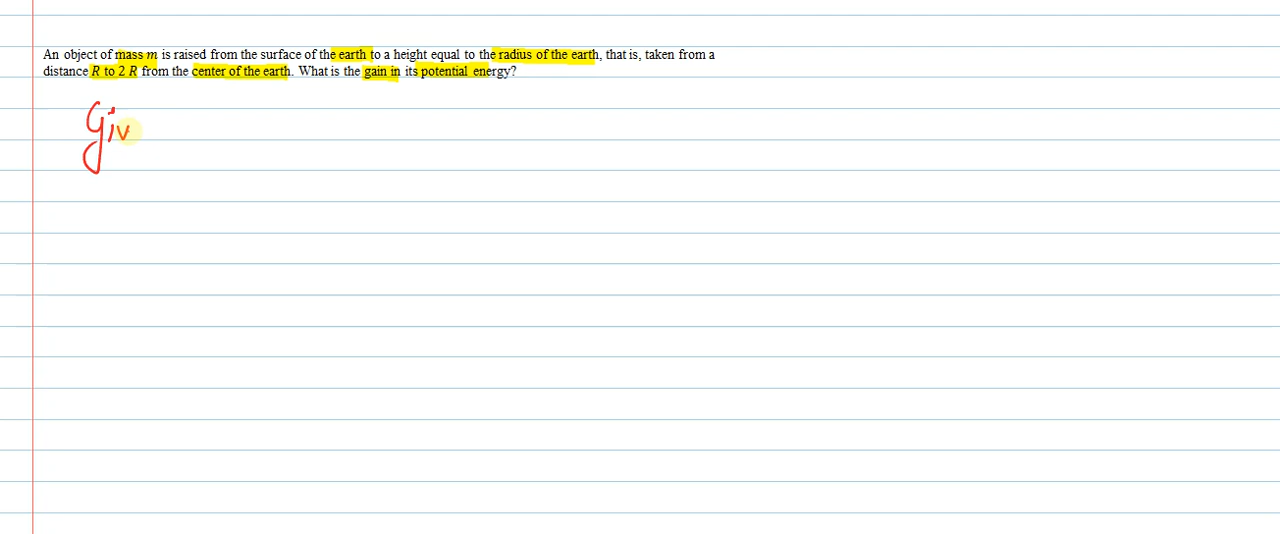 An object of mass m is raised from the surface of the earth to a height equal to the radius of the earth, that is, taken from a
distance R to 2 R from the center of the earth. What is the gain in its potential energy?
Giv